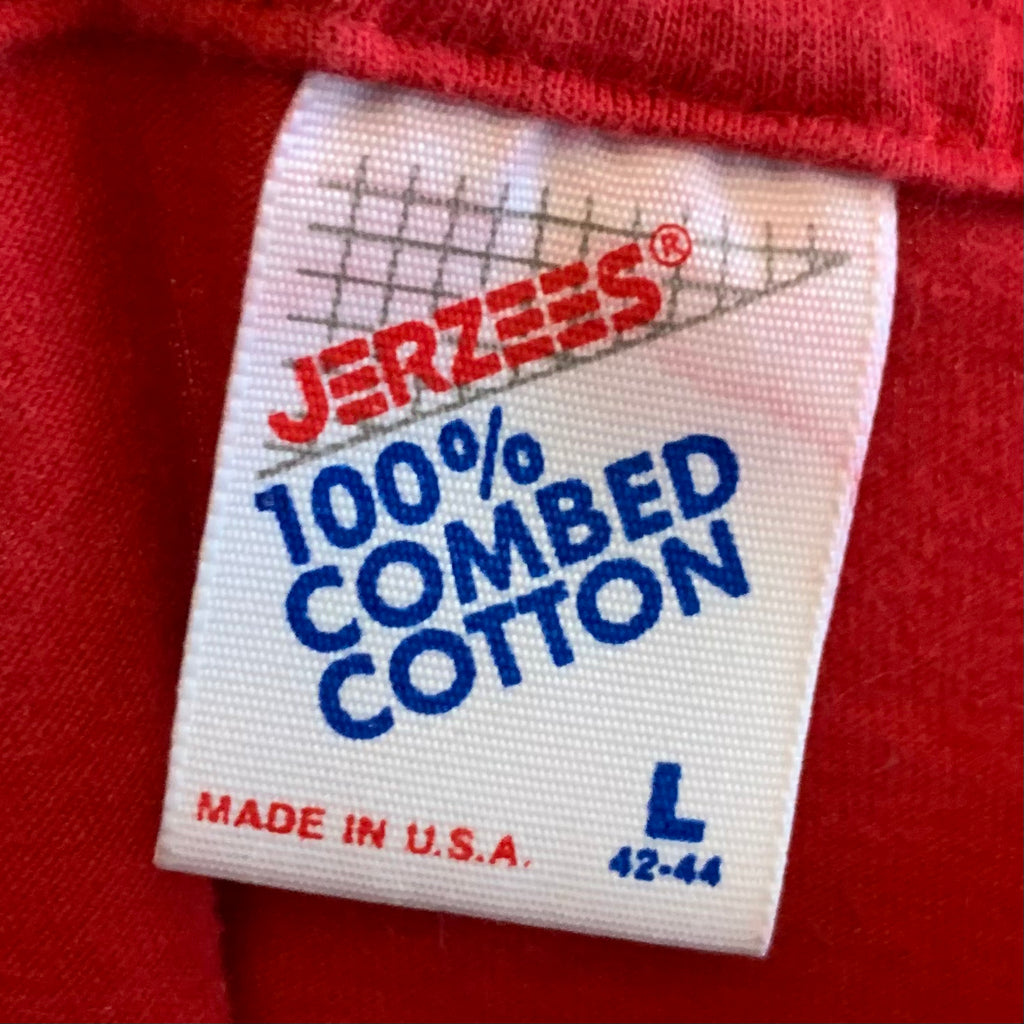 JERZEES®
100%
COMBED
COTTON
L
MADE IN U.S.A.
42-44